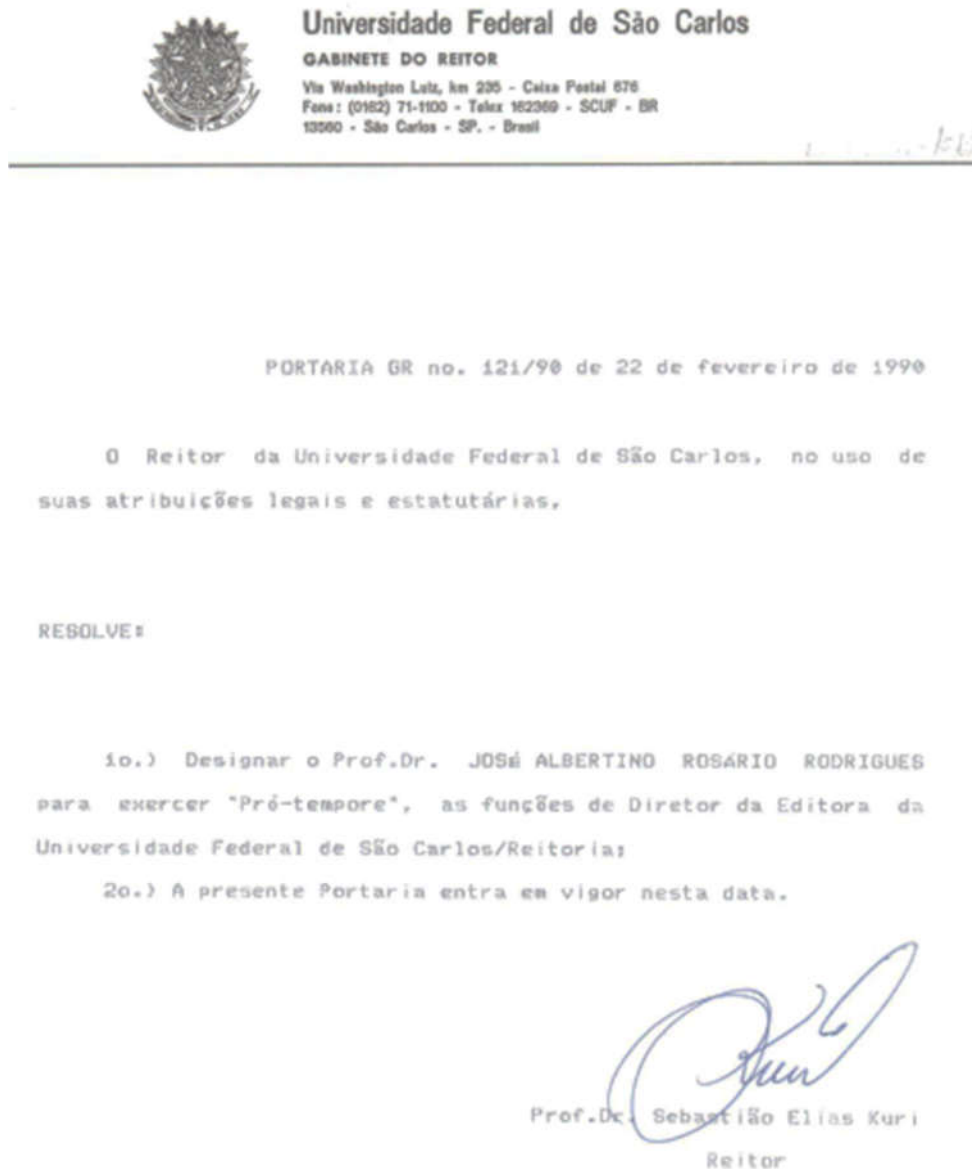 Universidade Federal de São Carlos
GABINETE DO REITOR
Via Washington Luiz, km 235 - Caixa Postal 676
Fone: (0162) 71-1100 - Telex 162369 - SCUF - BR
13560 - São Carlos - SP. - Brasil
PORTARIA GR no. 121/90 de 22 de fevereiro de 1990
O Reitor da Universidade Federal de São Carlos, no uso de
suas atribuições legais e estatutárias,
RESOLVE:
1o.) Designar o Prof.Dr. JOSÉ ALBERTINO ROSÁRIO RODRIGUES
para exercer "Pró-tempore", as funções de Diretor da Editora da
Universidade Federal de São Carlos/Reitoria;
2o.) A presente Portaria entra em vigor nesta data.
Kuri
Prof.Dr. Sebastião Elias Kuri
Reitor